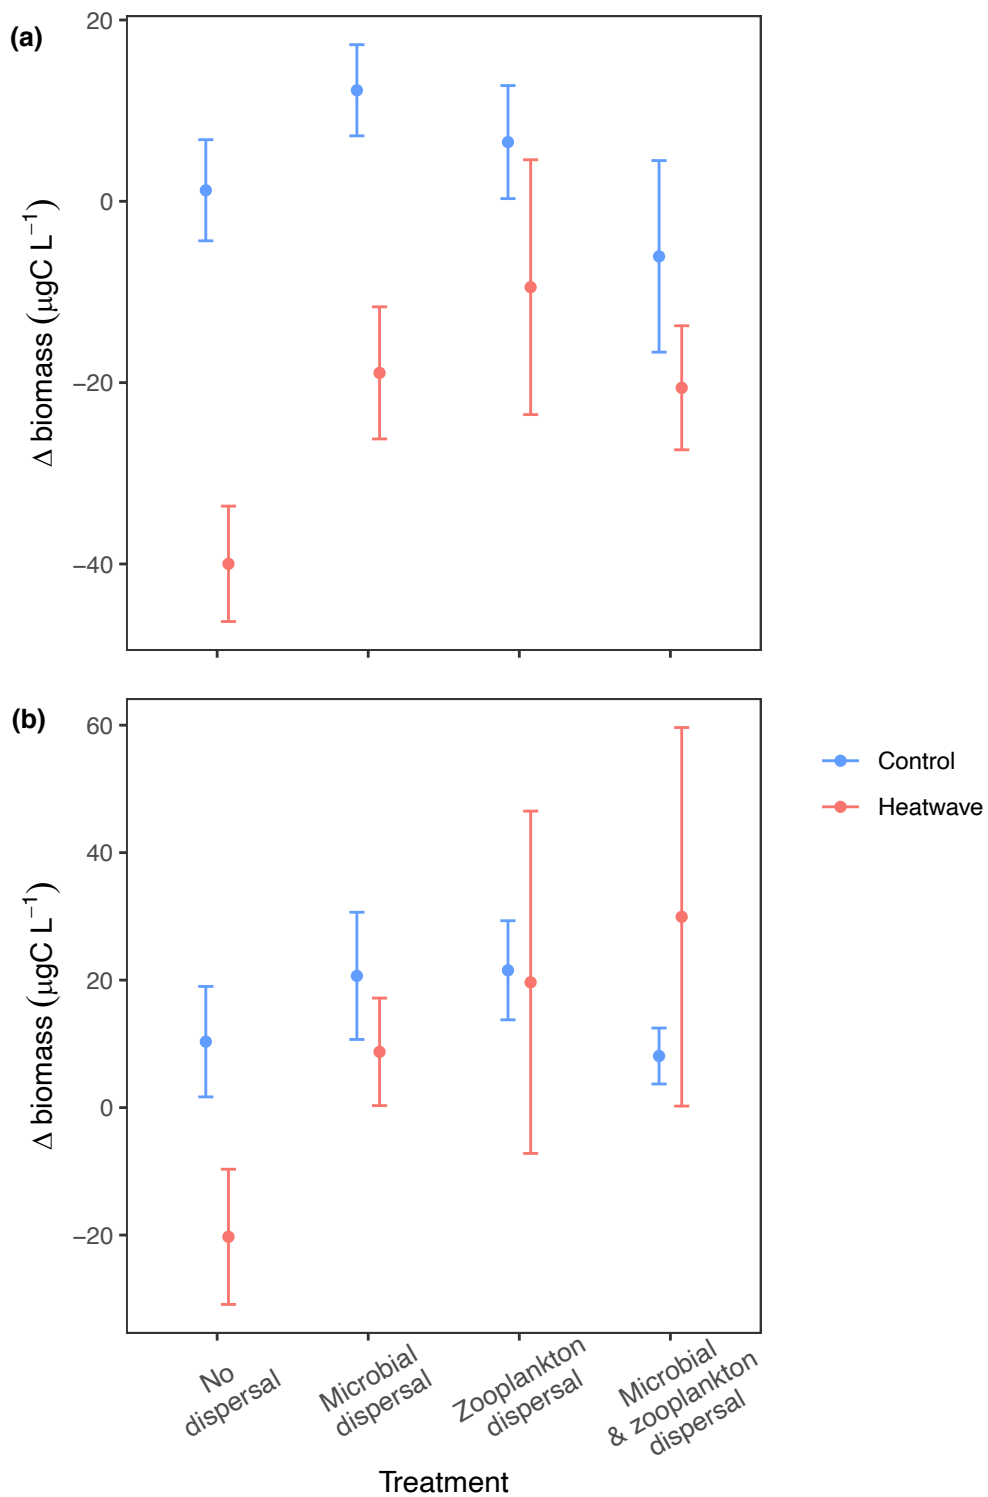 (a)
20
0
−20
−40
Δ biomass (μgC L⁻¹)
(b)
60
40
20
0
−20
Δ biomass (μgC L⁻¹)
Control
Heatwave
No
dispersal
Microbial
dispersal
Zooplankton
dispersal
Microbial
& zooplankton
dispersal
Treatment